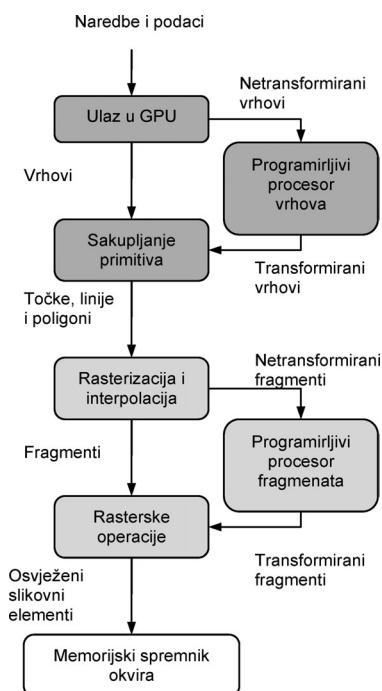 Naredbe i podaci
Netransformirani
vrhovi
Ulaz u GPU
Vrhovi
Programirljivi
procesor
vrhova
Sakupljanje
primitiva
Transformirani
vrhovi
Točke, linije
i poligoni
Netransformirani
fragmenti
Rasterizacija i
interpolacija
Fragmenti
Programirljivi
procesor
fragmenata
Rasterske
operacije
Transformirani
fragmenti
Osvježeni
slikovni
elementi
Memorijski spremnik
okvira